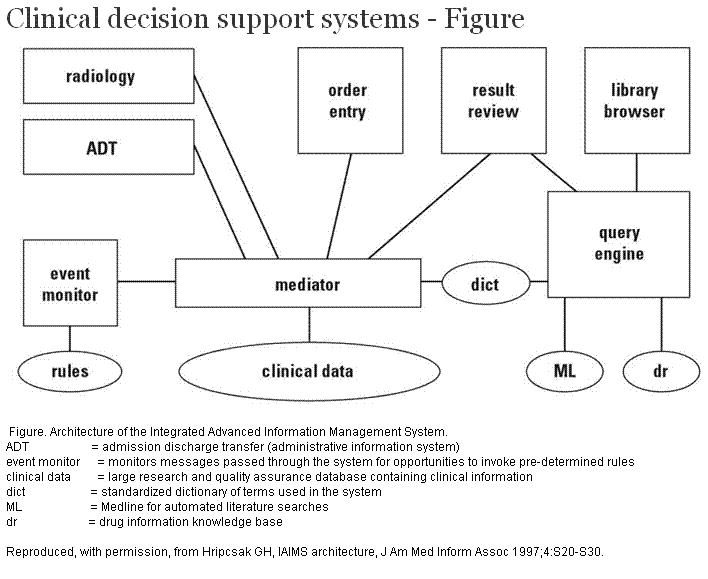 Clinical decision support systems - Figure
radiology
order
entry
result
review
library
browser
ADT
query
engine
event
monitor
mediator
dict
rules
clinical data
ML
dr
Figure. Architecture of the Integrated Advanced Information Management System.
ADT = admission discharge transfer (administrative information system)
event monitor = monitors messages passed through the system for opportunities to invoke pre-determined rules
clinical data = large research and quality assurance database containing clinical information
dict = standardized dictionary of terms used in the system
ML = Medline for automated literature searches
dr = drug information knowledge base
Reproduced, with permission, from Hripcsak GH, IAIMS architecture, J Am Med Inform Assoc 1997;4:S20-S30.